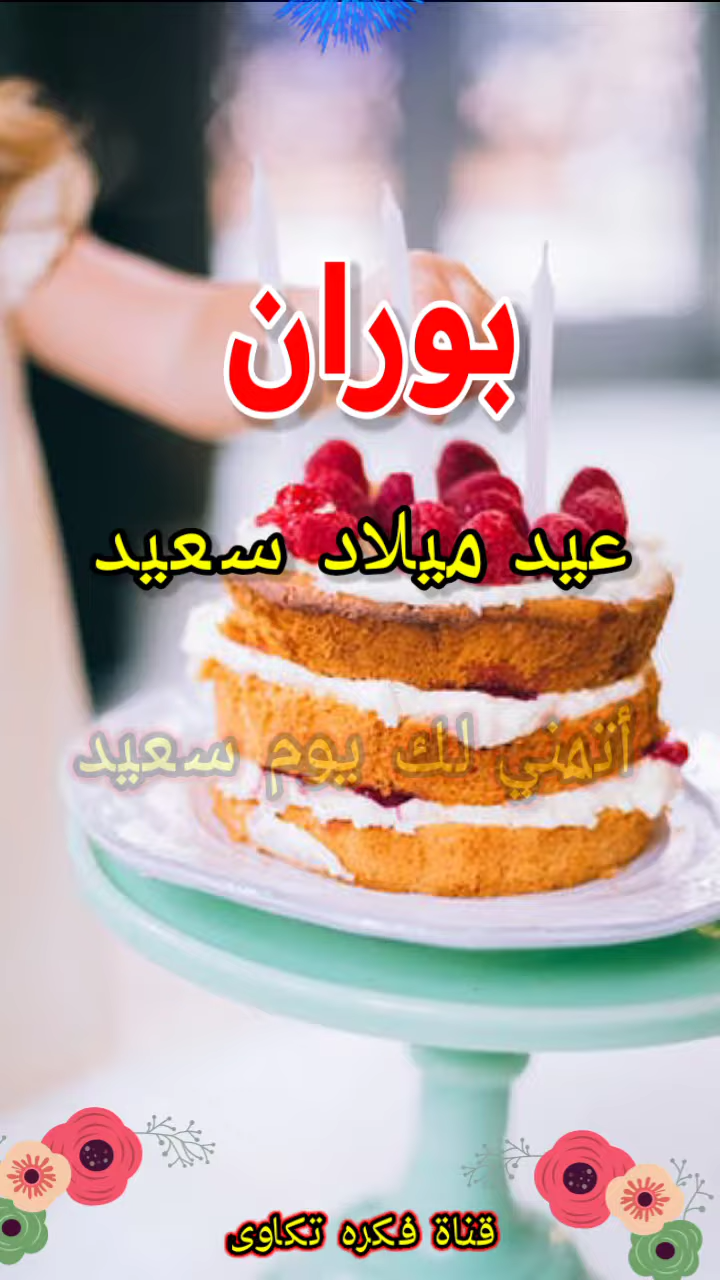 بوران
عيد ميلاد سعيد
أتمني لك يوم سعيد
قناة فكره تكاوى